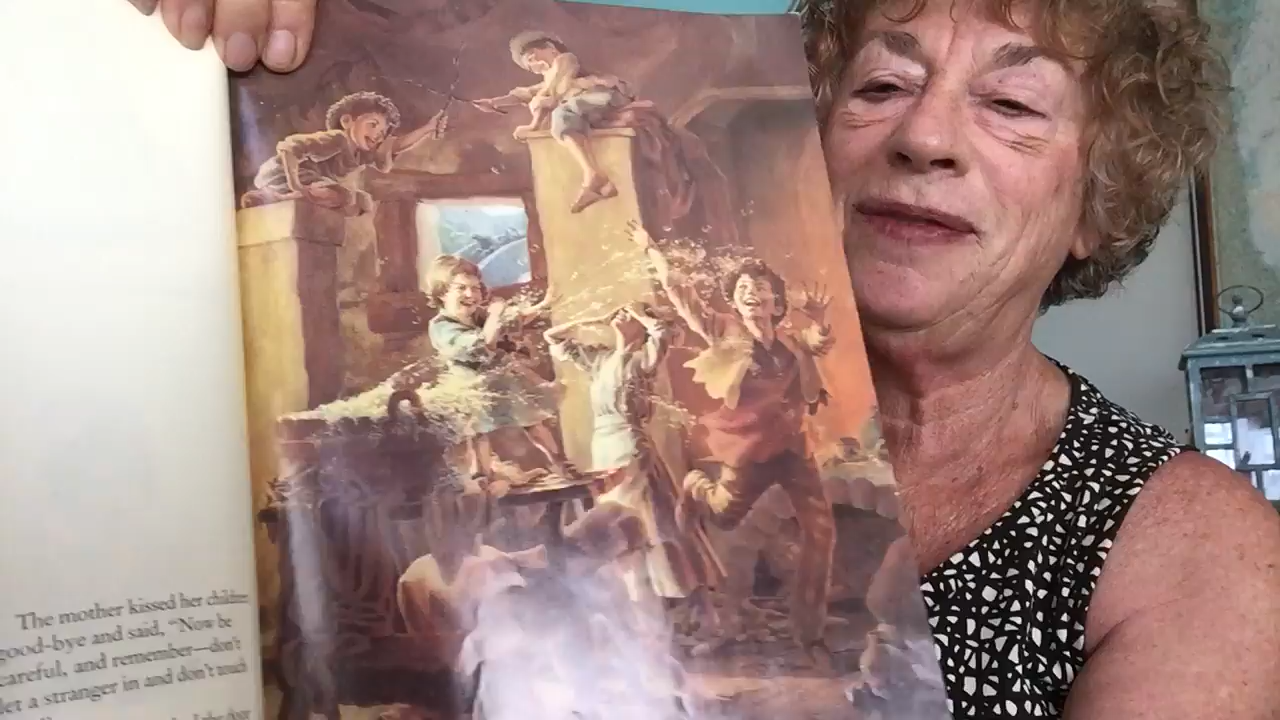 The mother kissed her children
good-bye and said, "Now be
careful, and remember—don't
let a stranger in and don't touch